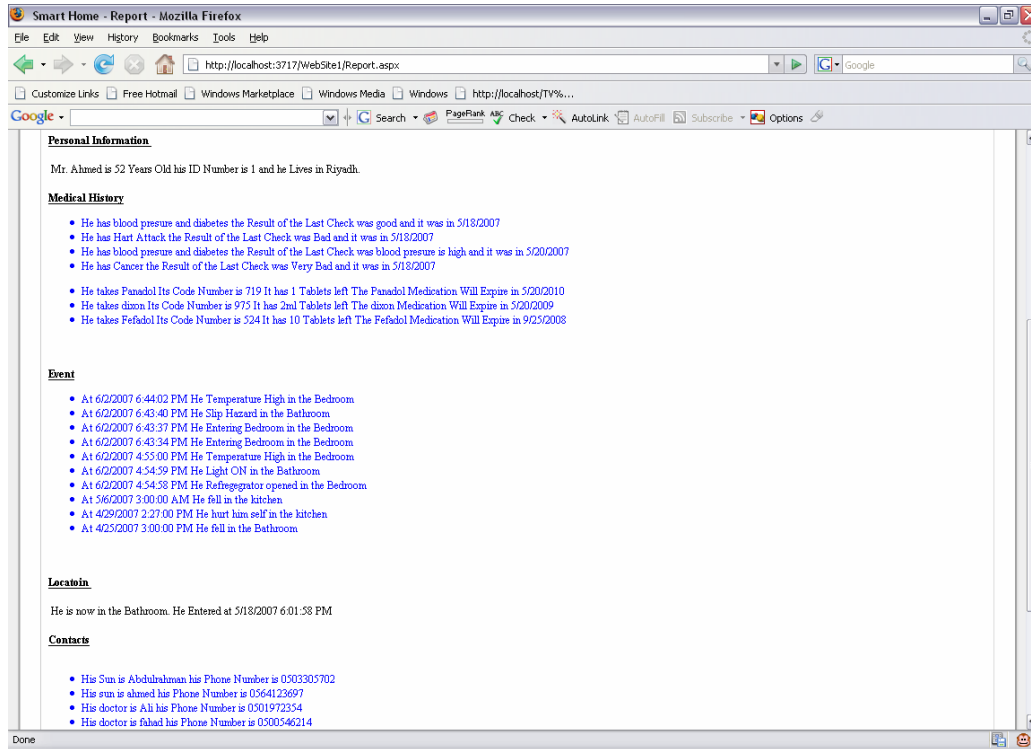 Smart Home - Report - Mozilla Firefox
File Edit View History Bookmarks Tools Help
http://localhost:3717/WebSite1/Report.aspx
Google
Customize Links Free Hotmail Windows Marketplace Windows Media Windows http://localhost/TV%...
Google Search PageRank ABC Check AutoLink AutoFill Subscribe Options
Personal Information
Mr. Ahmed is 52 Years Old his ID Number is 1 and he Lives in Riyadh.
Medical History
He has blood presure and diabetes the Result of the Last Check was good and it was in 5/18/2007
He has Hart Attack the Result of the Last Check was Bad and it was in 5/18/2007
He has blood presure and diabetes the Result of the Last Check was blood presure is high and it was in 5/20/2007
He has Cancer the Result of the Last Check was Very Bad and it was in 5/18/2007
He takes Panadol Its Code Number is 719 It has 1 Tablets left The Panadol Medication Will Expire in 5/20/2010
He takes dixon Its Code Number is 975 It has 2ml Tablets left The dixon Medication Will Expire in 5/20/2009
He takes Fefadol Its Code Number is 524 It has 10 Tablets left The Fefadol Medication Will Expire in 9/25/2008
Event
At 6/2/2007 6:44:02 PM He Temperature High in the Bedroom
At 6/2/2007 6:43:40 PM He Slip Hazard in the Bathroom
At 6/2/2007 6:43:37 PM He Entering Bedroom in the Bedroom
At 6/2/2007 6:43:34 PM He Entering Bedroom in the Bedroom
At 6/2/2007 4:55:00 PM He Temperature High in the Bedroom
At 6/2/2007 4:54:59 PM He Light ON in the Bathroom
At 6/2/2007 4:54:58 PM He Refregegrator opened in the Bedroom
At 5/6/2007 3:00:00 AM He fell in the kitchen
At 4/29/2007 2:27:00 PM He hurt him self in the kitchen
At 4/25/2007 3:00:00 PM He fell in the Bathroom
Locatoin
He is now in the Bathroom. He Entered at 5/18/2007 6:01:58 PM
Contacts
His Sun is Abdulrahman his Phone Number is 0503305702
His sun is ahmed his Phone Number is 0564123697
His doctor is Ali his Phone Number is 0501972354
His doctor is fahad his Phone Number is 0500546214
Done